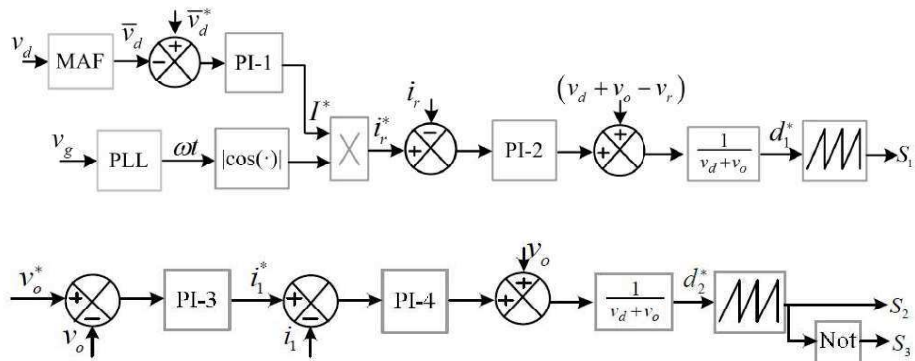 v_d MAF v̄_d v̄_d^* + − PI-1
I^*
v_g PLL ωt |cos(·)| X i_r^* i_r − + PI-2 (v_d + v_o − v_r) + + 1/(v_d+v_o) d_1^* S_1
v_o^* + − v_o PI-3 i_1^* + − i_1 PI-4 v_o + + 1/(v_d+v_o) d_2^* S_2
Not S_3